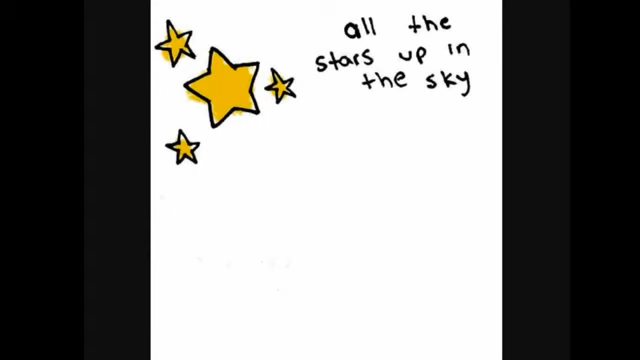 all the
stars up in
the sky